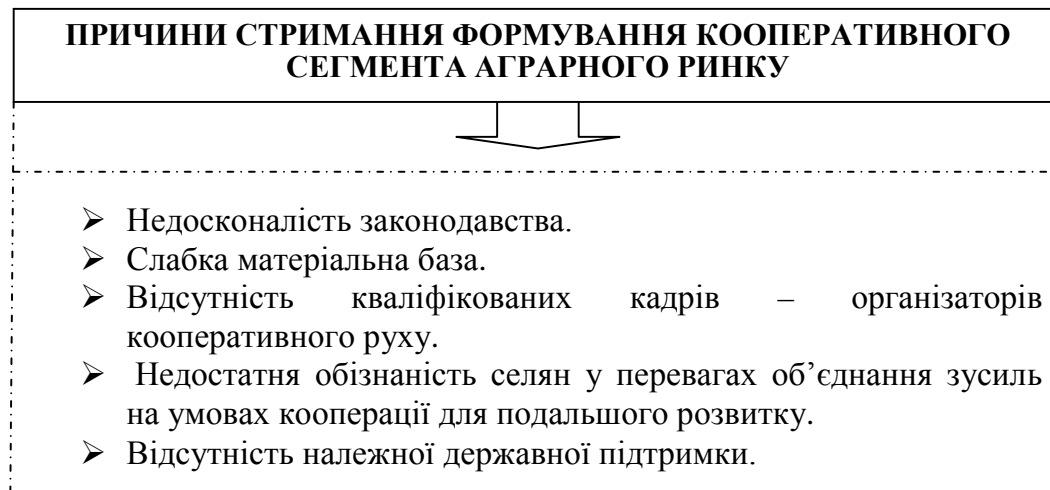 ПРИЧИНИ СТРИМАННЯ ФОРМУВАННЯ КООПЕРАТИВНОГО
СЕГМЕНТА АГРАРНОГО РИНКУ
➢ Недосконалість законодавства.
➢ Слабка матеріальна база.
➢ Відсутність кваліфікованих кадрів – організаторів
кооперативного руху.
➢ Недостатня обізнаність селян у перевагах об’єднання зусиль
на умовах кооперації для подальшого розвитку.
➢ Відсутність належної державної підтримки.